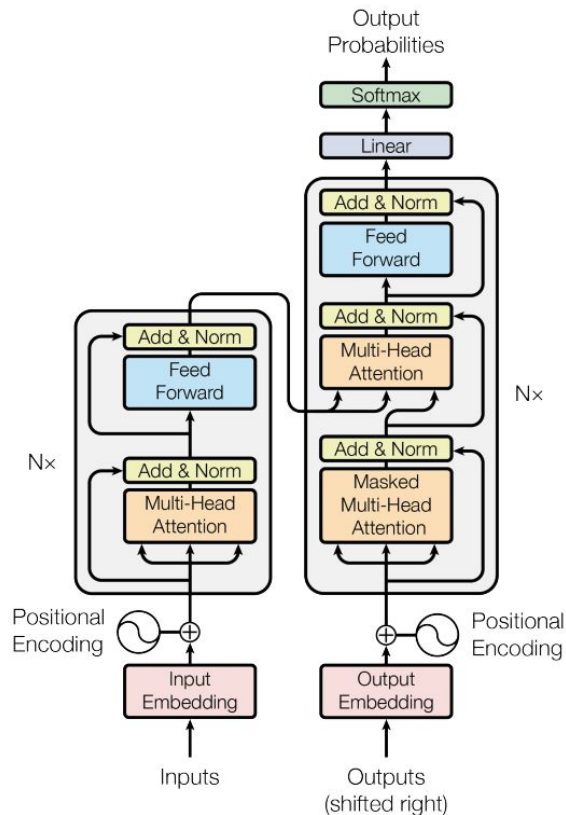 Output
Probabilities
Softmax
Linear
Add & Norm
Feed
Forward
Add & Norm
Multi-Head
Attention
Add & Norm
Masked
Multi-Head
Attention
N×
Add & Norm
Feed
Forward
Add & Norm
Multi-Head
Attention
N×
Positional
Encoding
Positional
Encoding
Input
Embedding
Output
Embedding
Inputs
Outputs
(shifted right)